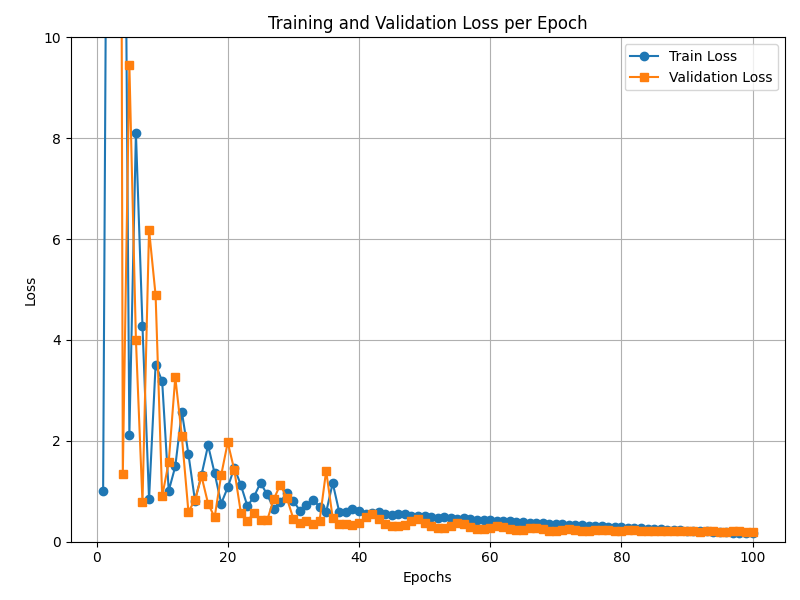 Training and Validation Loss per Epoch
Train Loss
Validation Loss
10
8
6
4
2
0
Loss
0 20 40 60 80 100
Epochs